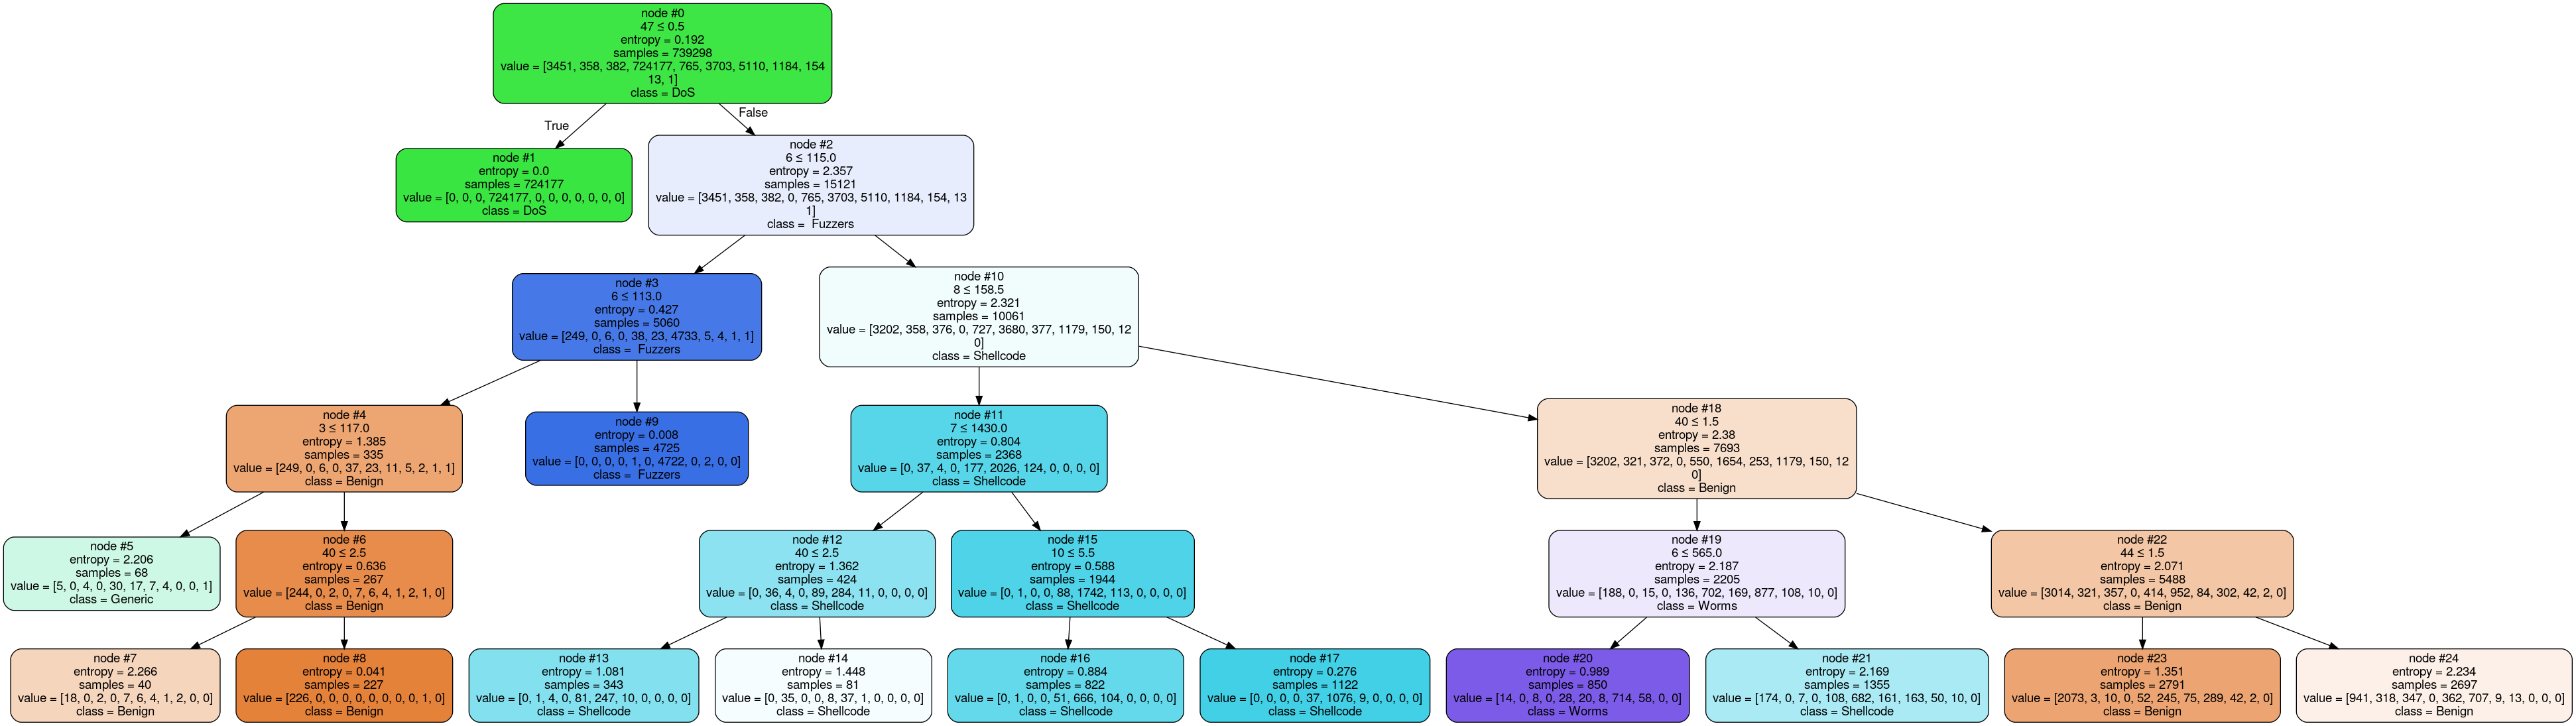 node #0
47 ≤ 0.5
entropy = 0.192
samples = 739298
value = [3451, 358, 382, 724177, 765, 3703, 5110, 1184, 154
13, 1]
class = DoS
True
False
node #1
entropy = 0.0
samples = 724177
value = [0, 0, 0, 724177, 0, 0, 0, 0, 0, 0, 0]
class = DoS
node #2
6 ≤ 115.0
entropy = 2.357
samples = 15121
value = [3451, 358, 382, 0, 765, 3703, 5110, 1184, 154, 13
1]
class =  Fuzzers
node #3
6 ≤ 113.0
entropy = 0.427
samples = 5060
value = [249, 0, 6, 0, 38, 23, 4733, 5, 4, 1, 1]
class =  Fuzzers
node #10
8 ≤ 158.5
entropy = 2.321
samples = 10061
value = [3202, 358, 376, 0, 727, 3680, 377, 1179, 150, 12
0]
class = Shellcode
node #4
3 ≤ 117.0
entropy = 1.385
samples = 335
value = [249, 0, 6, 0, 37, 23, 11, 5, 2, 1, 1]
class = Benign
node #9
entropy = 0.008
samples = 4725
value = [0, 0, 0, 0, 1, 0, 4722, 0, 2, 0, 0]
class =  Fuzzers
node #11
7 ≤ 1430.0
entropy = 0.804
samples = 2368
value = [0, 37, 4, 0, 177, 2026, 124, 0, 0, 0, 0]
class = Shellcode
node #18
40 ≤ 1.5
entropy = 2.38
samples = 7693
value = [3202, 321, 372, 0, 550, 1654, 253, 1179, 150, 12
0]
class = Benign
node #5
entropy = 2.206
samples = 68
value = [5, 0, 4, 0, 30, 17, 7, 4, 0, 0, 1]
class = Generic
node #6
40 ≤ 2.5
entropy = 0.636
samples = 267
value = [244, 0, 2, 0, 7, 6, 4, 1, 2, 1, 0]
class = Benign
node #12
40 ≤ 2.5
entropy = 1.362
samples = 424
value = [0, 36, 4, 0, 89, 284, 11, 0, 0, 0, 0]
class = Shellcode
node #15
10 ≤ 5.5
entropy = 0.588
samples = 1944
value = [0, 1, 0, 0, 88, 1742, 113, 0, 0, 0, 0]
class = Shellcode
node #19
6 ≤ 565.0
entropy = 2.187
samples = 2205
value = [188, 0, 15, 0, 136, 702, 169, 877, 108, 10, 0]
class = Worms
node #22
44 ≤ 1.5
entropy = 2.071
samples = 5488
value = [3014, 321, 357, 0, 414, 952, 84, 302, 42, 2, 0]
class = Benign
node #7
entropy = 2.266
samples = 40
value = [18, 0, 2, 0, 7, 6, 4, 1, 2, 0, 0]
class = Benign
node #8
entropy = 0.041
samples = 227
value = [226, 0, 0, 0, 0, 0, 0, 0, 0, 1, 0]
class = Benign
node #13
entropy = 1.081
samples = 343
value = [0, 1, 4, 0, 81, 247, 10, 0, 0, 0, 0]
class = Shellcode
node #14
entropy = 1.448
samples = 81
value = [0, 35, 0, 0, 8, 37, 1, 0, 0, 0, 0]
class = Shellcode
node #16
entropy = 0.884
samples = 822
value = [0, 1, 0, 0, 51, 666, 104, 0, 0, 0, 0]
class = Shellcode
node #17
entropy = 0.276
samples = 1122
value = [0, 0, 0, 0, 37, 1076, 9, 0, 0, 0, 0]
class = Shellcode
node #20
entropy = 0.989
samples = 850
value = [14, 0, 8, 0, 28, 20, 8, 714, 58, 0, 0]
class = Worms
node #21
entropy = 2.169
samples = 1355
value = [174, 0, 7, 0, 108, 682, 161, 163, 50, 10, 0]
class = Shellcode
node #23
entropy = 1.351
samples = 2791
value = [2073, 3, 10, 0, 52, 245, 75, 289, 42, 2, 0]
class = Benign
node #24
entropy = 2.234
samples = 2697
value = [941, 318, 347, 0, 362, 707, 9, 13, 0, 0, 0]
class = Benign